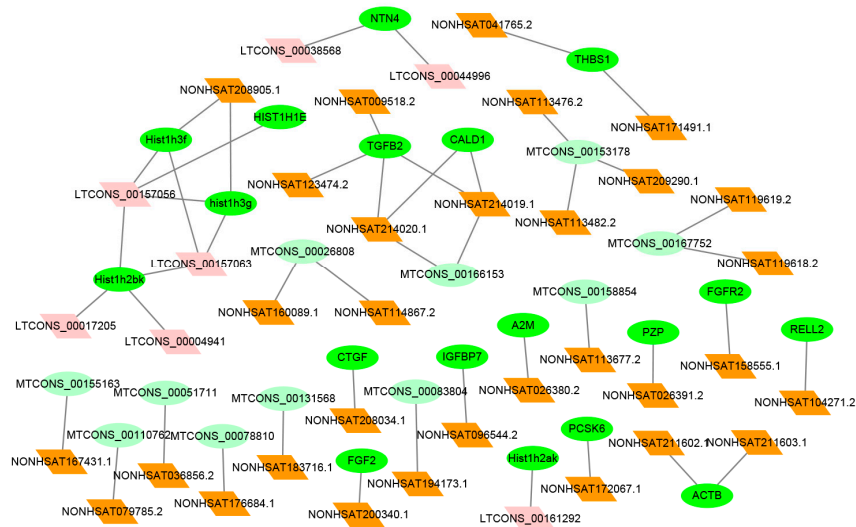 NTN4
NONHSAT041765.2
LTCONS_00038568
THBS1
LTCONS_00044996
NONHSAT208905.1
NONHSAT009518.2
NONHSAT113476.2
HIST1H1E
NONHSAT171491.1
Hist1h3f
TGFB2
CALD1
MTCONS_00153178
NONHSAT123474.2
NONHSAT209290.1
LTCONS_00157056
hist1h3g
NONHSAT119619.2
NONHSAT214019.1
NONHSAT113482.2
NONHSAT214020.1
MTCONS_00167752
MTCONS_00026808
LTCONS_00157063
NONHSAT119618.2
MTCONS_00166153
Hist1h2bk
MTCONS_00158854
FGFR2
NONHSAT160089.1
NONHSAT114867.2
LTCONS_00017205
A2M
PZP
RELL2
LTCONS_00004941
CTGF
IGFBP7
NONHSAT113677.2
NONHSAT158555.1
MTCONS_00155163
MTCONS_00051711
MTCONS_00131568
MTCONS_00083804
NONHSAT026380.2
NONHSAT026391.2
NONHSAT104271.2
NONHSAT208034.1
MTCONS_00110762
MTCONS_00078810
NONHSAT096544.2
PCSK6
NONHSAT211602.1
NONHSAT211603.1
NONHSAT167431.1
NONHSAT036856.2
NONHSAT183716.1
FGF2
Hist1h2ak
NONHSAT194173.1
NONHSAT172067.1
ACTB
NONHSAT079785.2
NONHSAT176684.1
NONHSAT200340.1
LTCONS_00161292